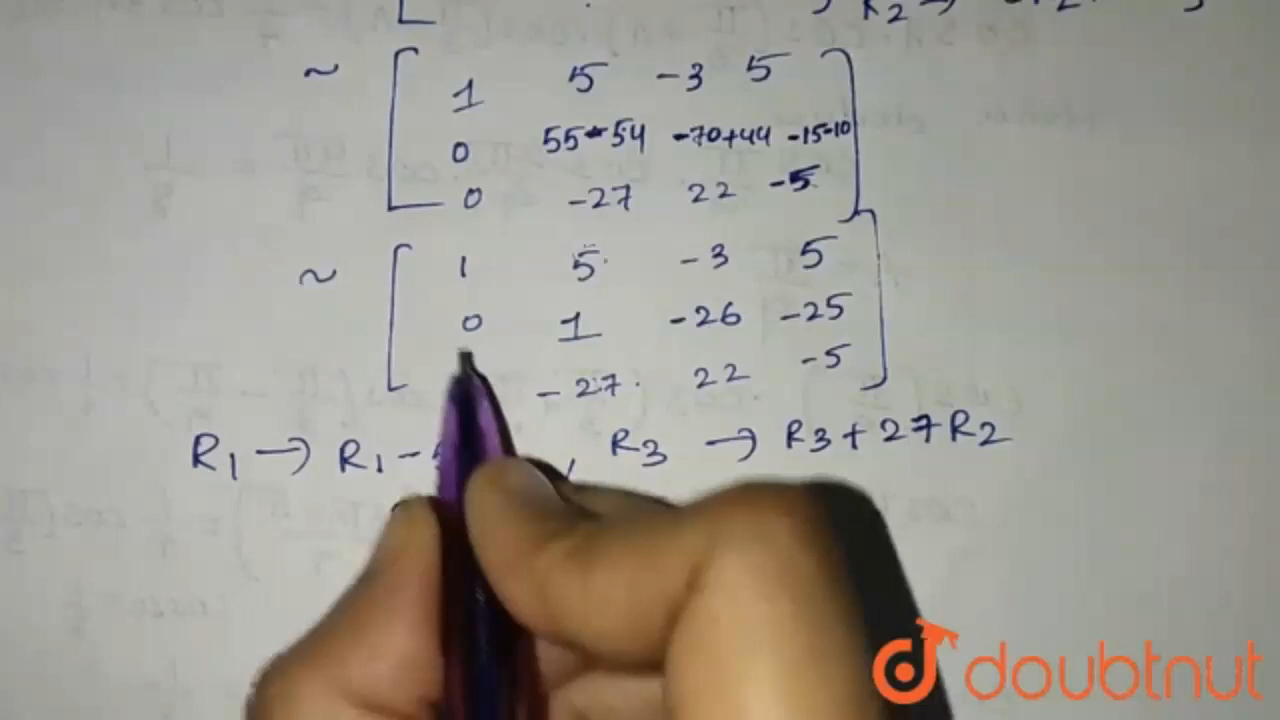 R2→
~ 1 5 -3 5
0 55-54 -70+44 -15-10
0 -27 22 -5
~ 1 5 -3 5
0 1 -26 -25
-27 22 -5
R1 → R1 - , R3 → R3 + 27R2
doubtnut